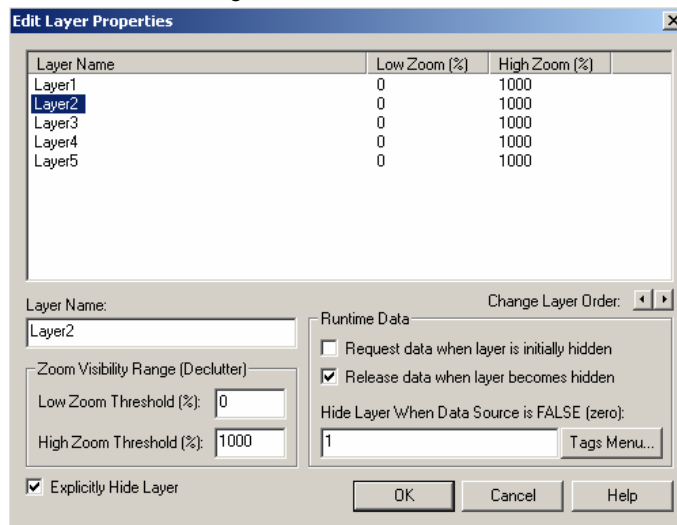 Edit Layer Properties
Layer Name Low Zoom (%) High Zoom (%)
Layer1 0 1000
Layer2 0 1000
Layer3 0 1000
Layer4 0 1000
Layer5 0 1000
Change Layer Order:
Layer Name:
Layer2
Zoom Visibility Range (Declutter)
Low Zoom Threshold (%): 0
High Zoom Threshold (%): 1000
Explicitly Hide Layer
Runtime Data
Request data when layer is initially hidden
Release data when layer becomes hidden
Hide Layer When Data Source is FALSE (zero):
1 Tags Menu...
OK Cancel Help